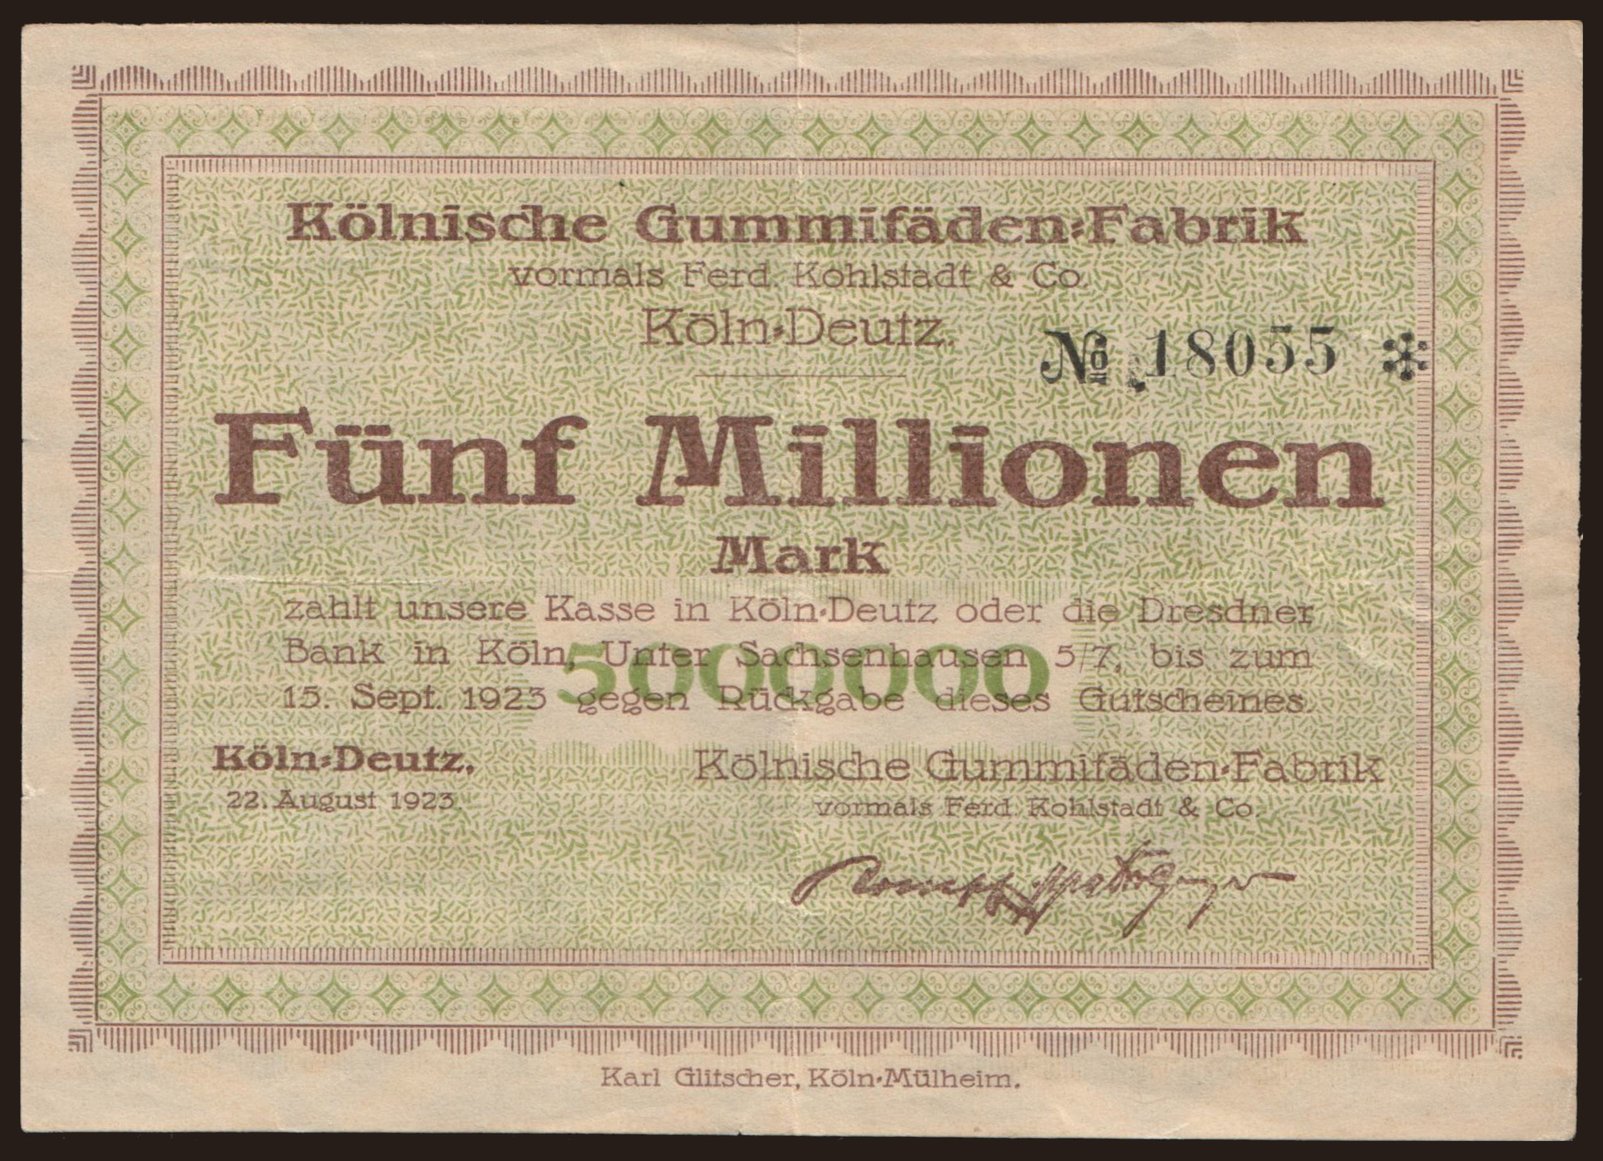 Kölnische Gummifäden-Fabrik
vormals Ferd. Kohlstadt & Co.
Köln-Deutz.
№ 18055 *
Fünf Millionen
Mark
zahlt unsere Kasse in Köln-Deutz oder die Dresdner
Bank in Köln, Unter Sachsenhausen 5/7, bis zum
15. Sept. 1923 gegen Rückgabe dieses Gutscheines.
5000000
Köln-Deutz,
22. August 1923.
Kölnische Gummifäden-Fabrik
vormals Ferd. Kohlstadt & Co.
Karl Glitscher, Köln-Mülheim.